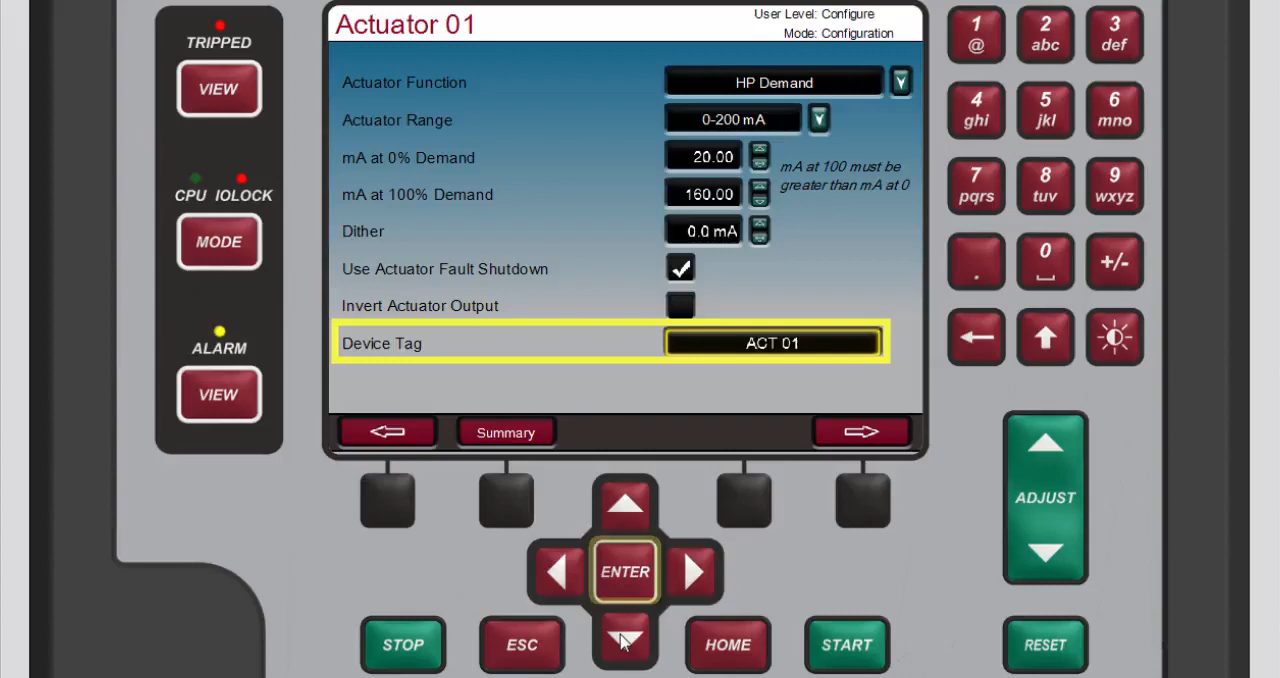 TRIPPED
VIEW
CPU IOLOCK
MODE
ALARM
VIEW
Actuator 01
User Level: Configure
Mode: Configuration
Actuator Function
HP Demand
Actuator Range
0-200 mA
mA at 0% Demand
20.00
mA at 100% Demand
160.00
mA at 100 must be
greater than mA at 0
Dither
0.0 mA
Use Actuator Fault Shutdown
Invert Actuator Output
Device Tag
ACT 01
Summary
1
@
2
abc
3
def
4
ghi
5
jkl
6
mno
7
pqrs
8
tuv
9
wxyz
.
0
+/-
ADJUST
ENTER
STOP
ESC
HOME
START
RESET